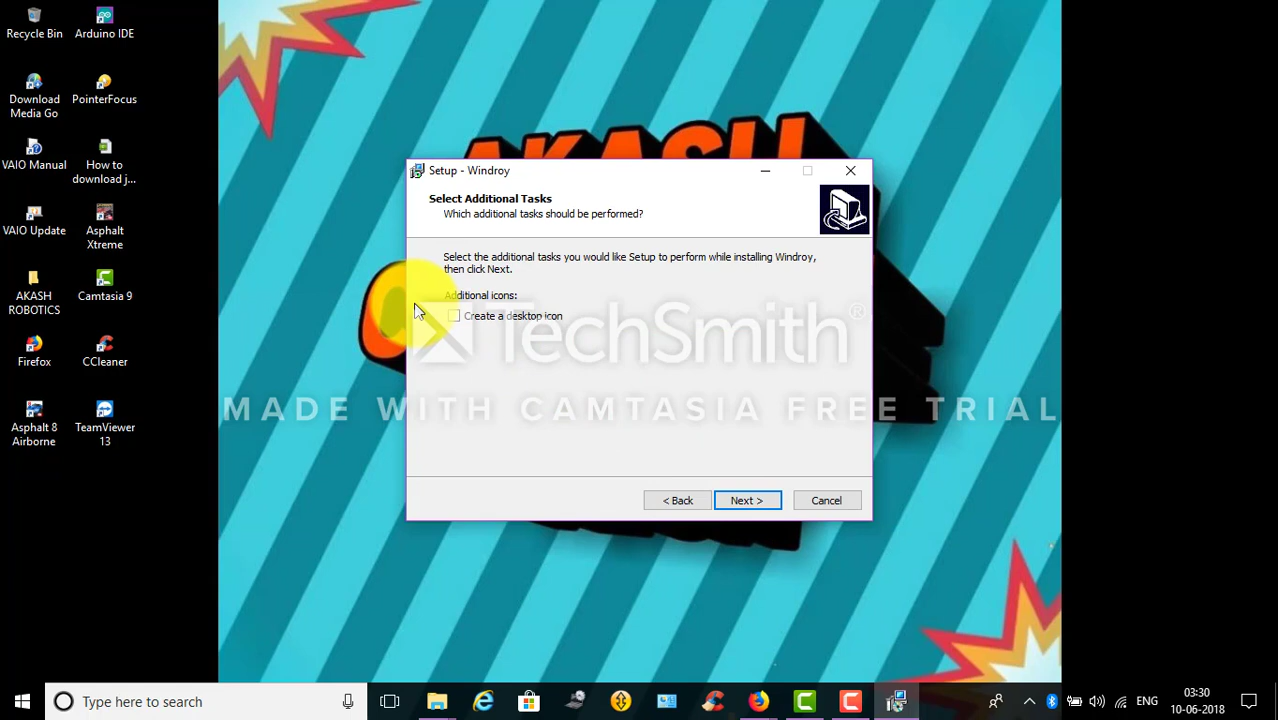 Recycle Bin
Arduino IDE
Download
Media Go
PointerFocus
VAIO Manual
How to
download j...
VAIO Update
Asphalt
Xtreme
AKASH
ROBOTICS
Camtasia 9
Firefox
CCleaner
Asphalt 8
Airborne
TeamViewer
13
AKASH
Setup - Windroy
Select Additional Tasks
Which additional tasks should be performed?
Select the additional tasks you would like Setup to perform while installing Windroy,
then click Next.
Additional icons:
Create a desktop icon
TechSmith®
MADE WITH CAMTASIA FREE TRIAL
< Back
Next >
Cancel
Type here to search
ENG
03:30
10-06-2018